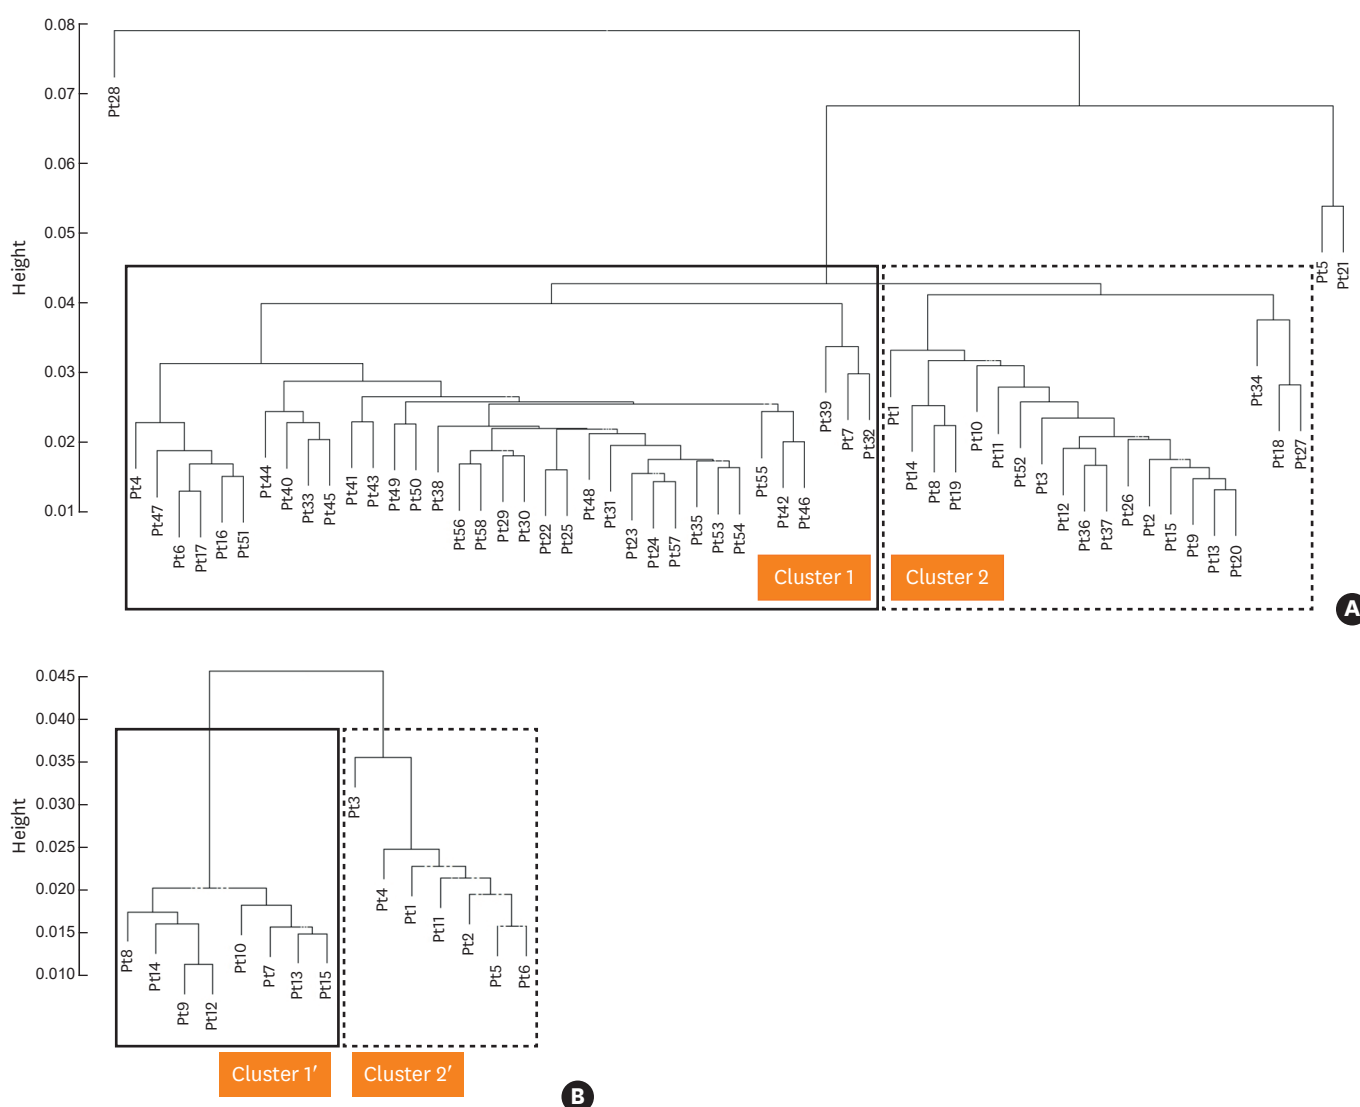 0.08
0.07
0.06
0.05
0.04
0.03
0.02
0.01
Height
Pt28
Pt5
Pt21
Pt4
Pt47
Pt6
Pt17
Pt16
Pt51
Pt44
Pt40
Pt33
Pt45
Pt41
Pt43
Pt49
Pt50
Pt38
Pt56
Pt58
Pt29
Pt30
Pt22
Pt25
Pt48
Pt31
Pt23
Pt24
Pt57
Pt35
Pt53
Pt54
Pt55
Pt42
Pt46
Pt39
Pt7
Pt32
Pt1
Pt14
Pt8
Pt19
Pt10
Pt11
Pt52
Pt3
Pt12
Pt36
Pt37
Pt26
Pt2
Pt15
Pt9
Pt13
Pt20
Pt34
Pt18
Pt27
Cluster 1
Cluster 2
A
0.045
0.040
0.035
0.030
0.025
0.020
0.015
0.010
Height
Pt8
Pt14
Pt9
Pt12
Pt10
Pt7
Pt13
Pt15
Pt3
Pt4
Pt1
Pt11
Pt2
Pt5
Pt6
Cluster 1′
Cluster 2′
B